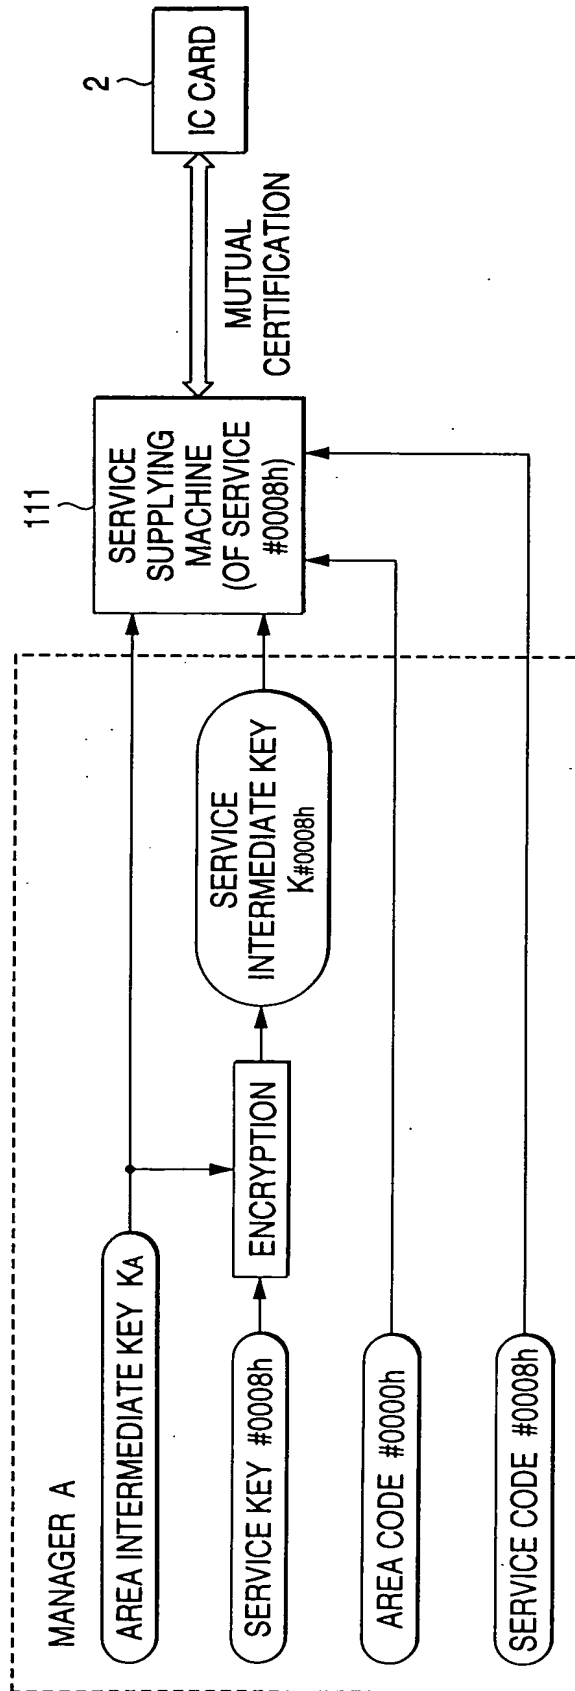 MANAGER A
AREA INTERMEDIATE KEY KA
SERVICE KEY #0008h
AREA CODE #0000h
SERVICE CODE #0008h
ENCRYPTION
SERVICE
INTERMEDIATE KEY
K#0008h
111
SERVICE
SUPPLYING
MACHINE
(OF SERVICE
#0008h)
MUTUAL
CERTIFICATION
2
IC CARD